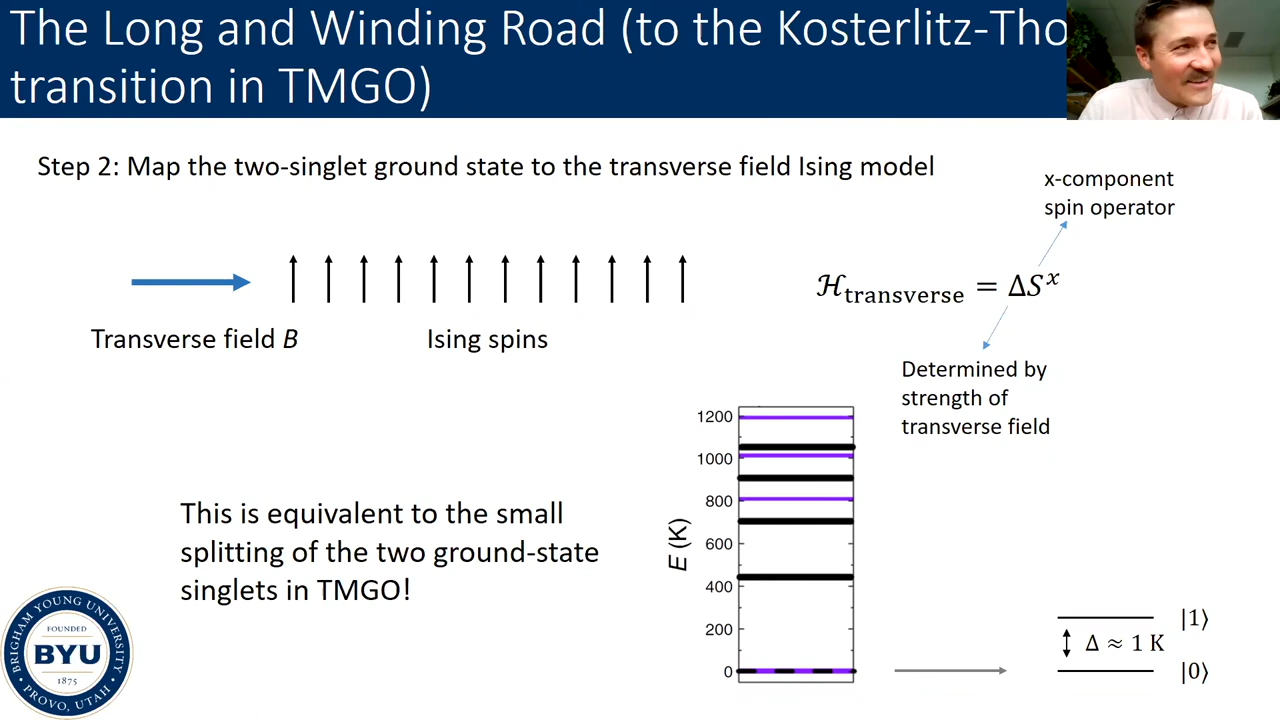 The Long and Winding Road (to the Kosterlitz-Tho
transition in TMGO)
Step 2: Map the two-singlet ground state to the transverse field Ising model
x-component
spin operator
Transverse field B
Ising spins
ℋtransverse = ΔSˣ
Determined by
strength of
transverse field
This is equivalent to the small
splitting of the two ground-state
singlets in TMGO!
E (K)
1200
1000
800
600
400
200
0
|1⟩
Δ ≈ 1 K
|0⟩
BRIGHAM YOUNG UNIVERSITY
FOUNDED
BYU
1875
PROVO, UTAH